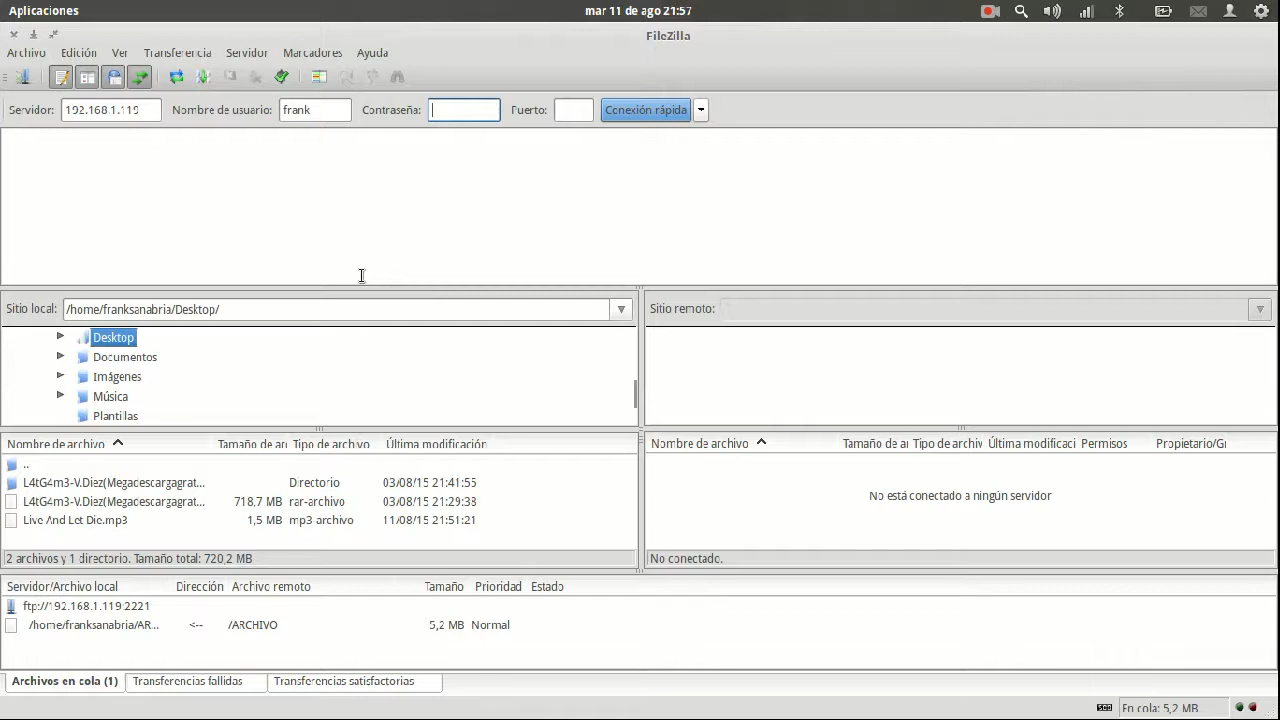 Aplicaciones mar 11 de ago 21:57
FileZilla
Archivo Edición Ver Transferencia Servidor Marcadores Ayuda
Servidor: 192.168.1.119 Nombre de usuario: frank Contraseña: Puerto: Conexión rápida
Sitio local: /home/franksanabria/Desktop/
Desktop
Documentos
Imágenes
Música
Plantillas
Nombre de archivo Tamaño de ar Tipo de archivo Última modificación
..
L4tG4m3-V.Diez(Megadescargagrat... Directorio 03/08/15 21:41:55
L4tG4m3-V.Diez(Megadescargagrat... 718,7 MB rar-archivo 03/08/15 21:29:38
Live And Let Die.mp3 1,5 MB mp3-archivo 11/08/15 21:51:21
2 archivos y 1 directorio. Tamaño total: 720,2 MB
Sitio remoto:
Nombre de archivo Tamaño de ar Tipo de archiv Última modificaci Permisos Propietario/Gr
No está conectado a ningún servidor
No conectado.
Servidor/Archivo local Dirección Archivo remoto Tamaño Prioridad Estado
ftp://192.168.1.119:2221
/home/franksanabria/AR... <-- /ARCHIVO 5,2 MB Normal
Archivos en cola (1) Transferencias fallidas Transferencias satisfactorias
En cola: 5,2 MB